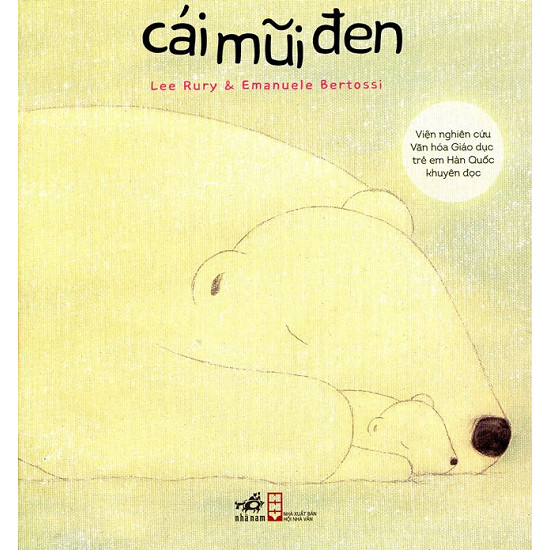 cái mũi đen
Lee Rury & Emanuele Bertossi
Viện nghiên cứu
Văn hóa Giáo dục
trẻ em Hàn Quốc
khuyên đọc
nhã nam
NHÀ XUẤT BẢN
HỘI NHÀ VĂN